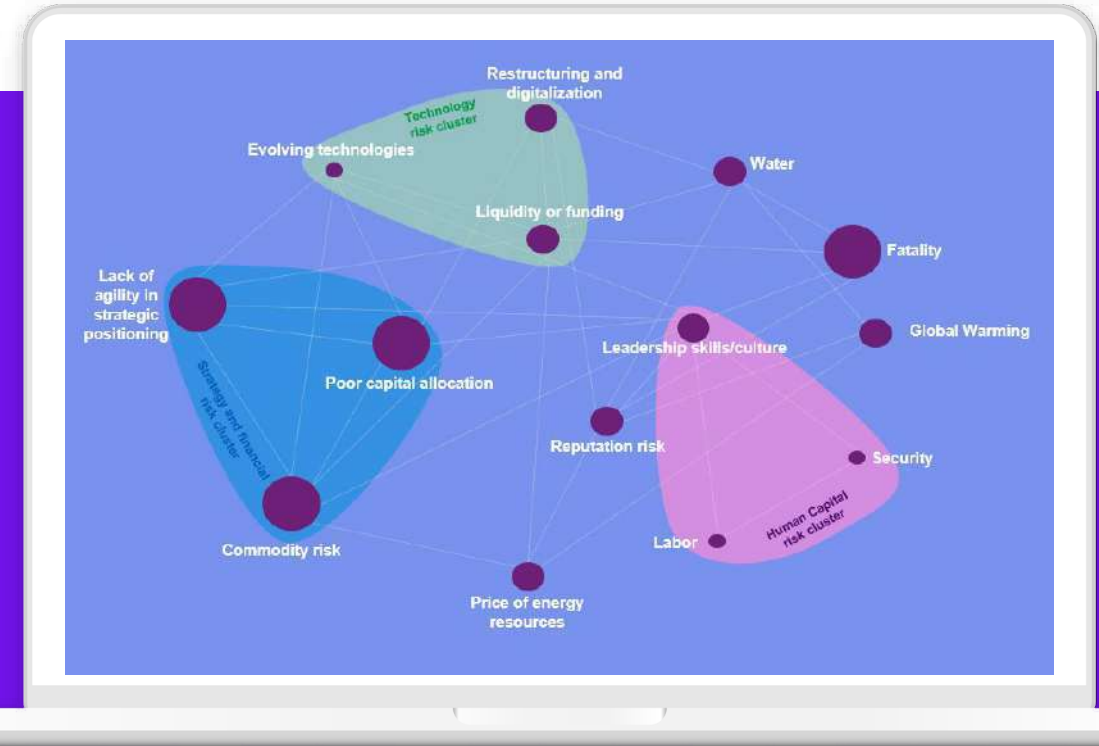 Restructuring and
digitalization
Technology
risk cluster
Evolving technologies
Water
Liquidity or funding
Fatality
Lack of
agility in
strategic
positioning
Global Warming
Leadership skills/culture
Poor capital allocation
Strategy and financial
risk cluster
Reputation risk
Security
Human Capital
risk cluster
Labor
Commodity risk
Price of energy
resources